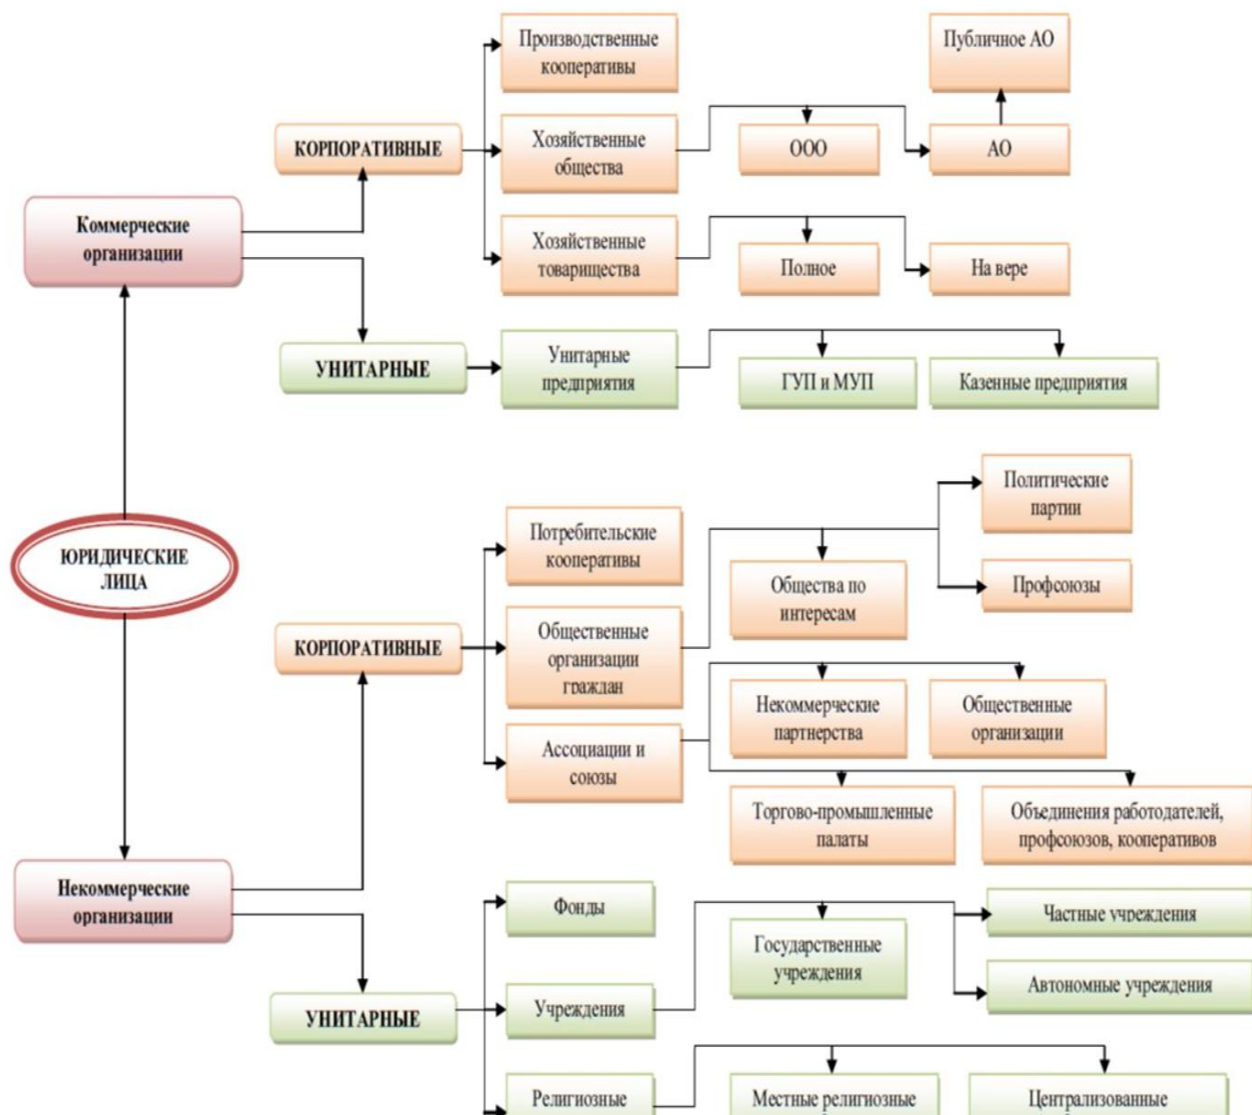 Производственные
кооперативы
Публичное АО
КОРПОРАТИВНЫЕ
Хозяйственные
общества
ООО
АО
Коммерческие
организации
Хозяйственные
товарищества
Полное
На вере
УНИТАРНЫЕ
Унитарные
предприятия
ГУП и МУП
Казенные предприятия
ЮРИДИЧЕСКИЕ
ЛИЦА
Потребительские
кооперативы
Политические
партии
Общества по
интересам
Профсоюзы
КОРПОРАТИВНЫЕ
Общественные
организации
граждан
Некоммерческие
партнерства
Общественные
организации
Ассоциации и
союзы
Торгово-промышленные
палаты
Объединения работодателей,
профсоюзов, кооперативов
Некоммерческие
организации
Фонды
Частные учреждения
Государственные
учреждения
УНИТАРНЫЕ
Учреждения
Автономные учреждения
Религиозные
Местные религиозные
Централизованные